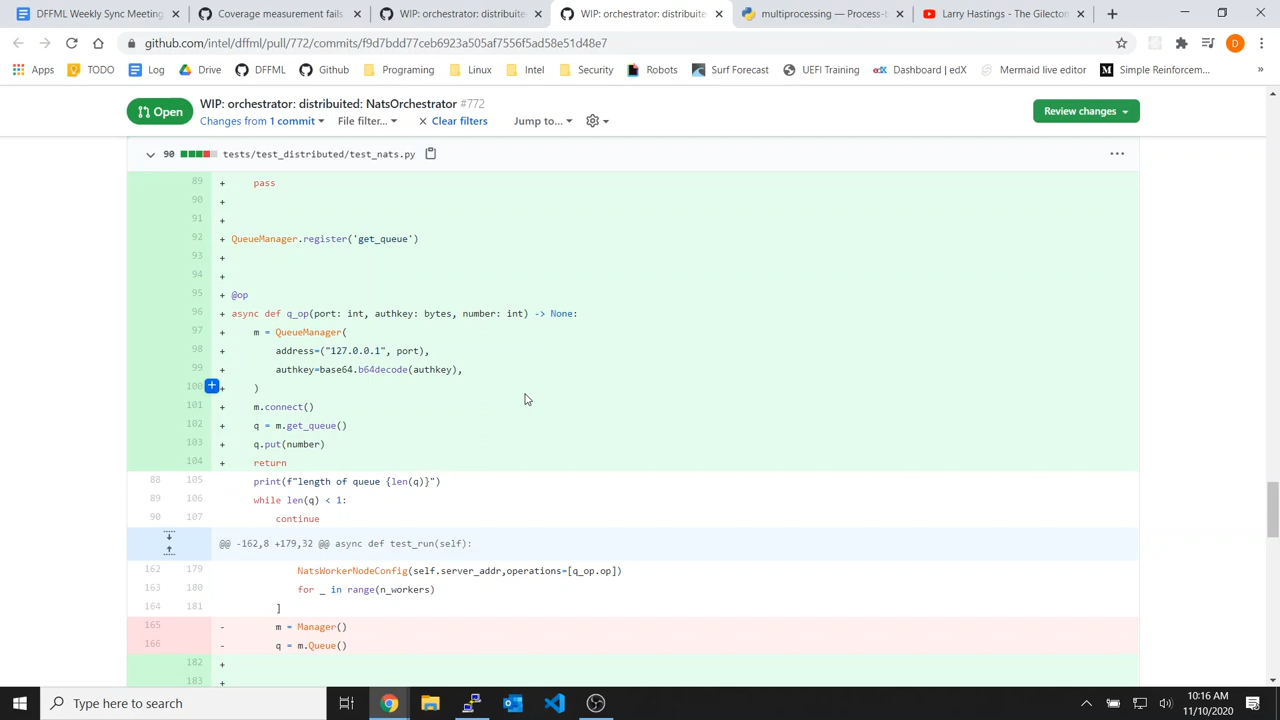 DFFML Weekly Sync Meeting
Coverage measurement fails
WIP: orchestrator: distribuite
WIP: orchestrator: distribuite
multiprocessing — Process-b
Larry Hastings - The Gilecton
github.com/intel/dffml/pull/772/commits/f9d7bdd77ceb6923a505af7556f5ad58e51d48e7
D
Apps
TODO
Log
Drive
DFFML
Github
Programing
Linux
Intel
Security
Robots
Surf Forecast
UEFI Training
edX Dashboard | edX
Mermaid live editor
M Simple Reinforcem...
»
Open
WIP: orchestrator: distribuited: NatsOrchestrator #772
Changes from 1 commit
File filter...
Clear filters
Jump to...
Review changes
90 tests/test_distributed/test_nats.py
89 + pass
90 +
91 +
92 + QueueManager.register('get_queue')
93 +
94 +
95 + @op
96 + async def q_op(port: int, authkey: bytes, number: int) -> None:
97 + m = QueueManager(
98 + address=("127.0.0.1", port),
99 + authkey=base64.b64decode(authkey),
100 + )
101 + m.connect()
102 + q = m.get_queue()
103 + q.put(number)
104 + return
88 105 print(f"length of queue {len(q)}")
89 106 while len(q) < 1:
90 107 continue
@@ -162,8 +179,32 @@ async def test_run(self):
162 179 NatsWorkerNodeConfig(self.server_addr,operations=[q_op.op])
163 180 for _ in range(n_workers)
164 181 ]
165 - m = Manager()
166 - q = m.Queue()
182 +
183 +
Type here to search
10:16 AM
11/10/2020